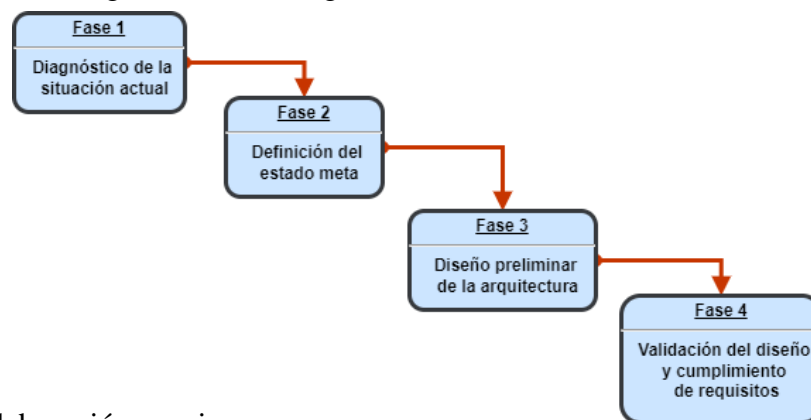 Fase 1
Diagnóstico de la
situación actual
Fase 2
Definición del
estado meta
Fase 3
Diseño preliminar
de la arquitectura
Fase 4
Validación del diseño
y cumplimiento
de requisitos